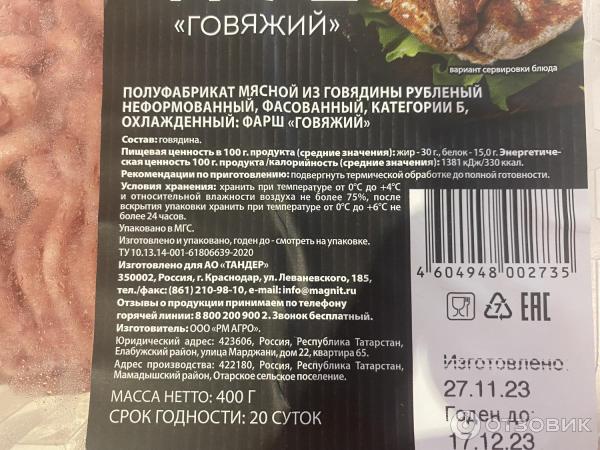 «ГОВЯЖИЙ»
вариант сервировки блюда
ПОЛУФАБРИКАТ МЯСНОЙ ИЗ ГОВЯДИНЫ РУБЛЕНЫЙ
НЕФОРМОВАННЫЙ, ФАСОВАННЫЙ, КАТЕГОРИИ Б,
ОХЛАЖДЕННЫЙ: ФАРШ «ГОВЯЖИЙ»
Состав: говядина.
Пищевая ценность в 100 г. продукта (средние значения): жир - 30 г., белок - 15,0 г. Энергетиче-
ская ценность 100 г. продукта /калорийность (средние значения): 1381 кДж/330 ккал.
Рекомендации по приготовлению: подвергнуть термической обработке до полной готовности.
Условия хранения: хранить при температуре от 0°С до +4°С
и относительной влажности воздуха не более 75%, после
вскрытия упаковки хранить при температуре от 0°С до +6°С не
более 24 часов.
Упаковано в МГС.
Изготовлено и упаковано, годен до - смотреть на упаковке.
ТУ 10.13.14-001-61806639-2020
Изготовлено для АО «ТАНДЕР»
350002, Россия, г. Краснодар, ул. Леваневского, 185,
тел./факс: (861) 210-98-10, e-mail: info@magnit.ru
Отзывы о продукции принимаем по телефону
горячей линии: 8 800 200 900 2. Звонок бесплатный.
Изготовитель: ООО «РМ АГРО».
Юридический адрес: 423606, Россия, Республика Татарстан,
Елабужский район, улица Марджани, дом 22, квартира 65.
Адрес производства: 422180, Россия, Республика Татарстан,
Мамадышский район, Отарское сельское поселение.
МАССА НЕТТО: 400 Г
СРОК ГОДНОСТИ: 20 СУТОК
4 604948 002735
7
EAC
Изготовлено:
27.11.23
Годен до:
17.12.23
ОТЗОВИК